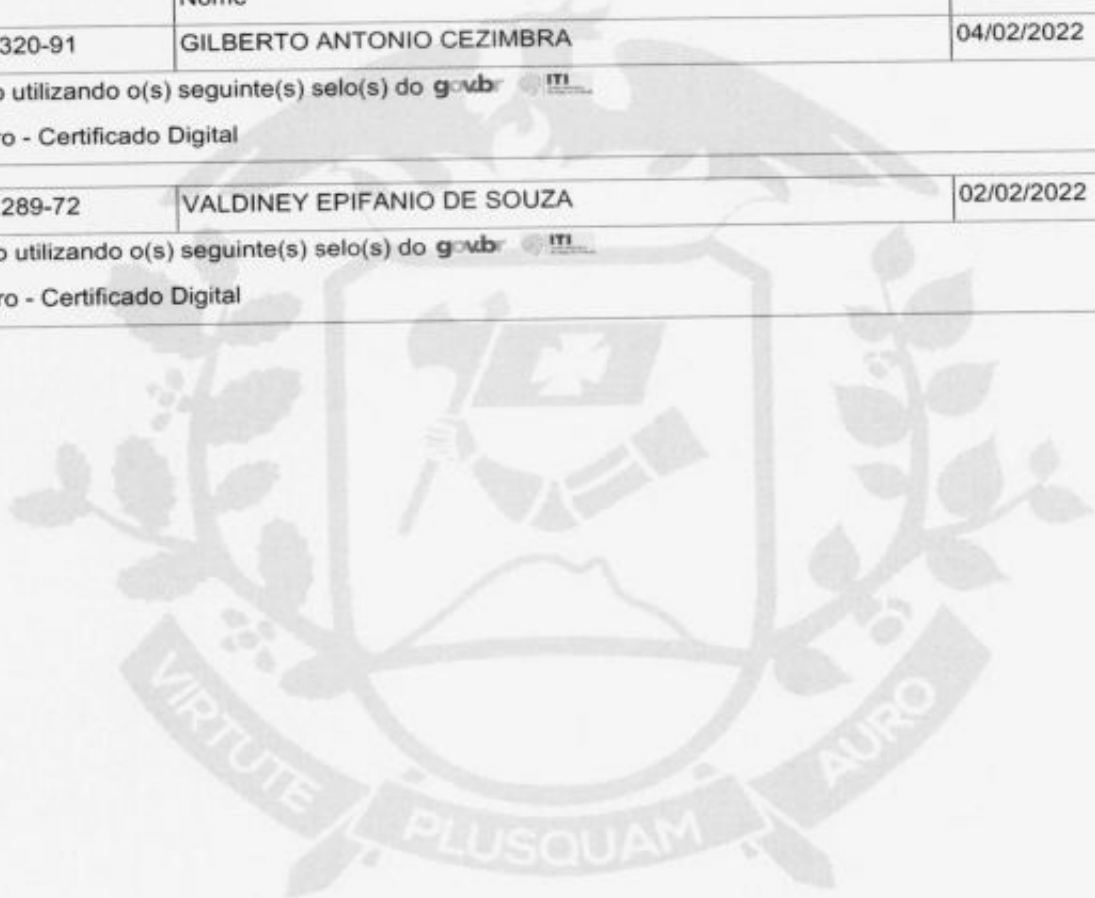 Nome
320-91 GILBERTO ANTONIO CEZIMBRA 04/02/2022
o utilizando o(s) seguinte(s) selo(s) do gov.br ITI
ro - Certificado Digital
289-72 VALDINEY EPIFANIO DE SOUZA 02/02/2022
o utilizando o(s) seguinte(s) selo(s) do gov.br ITI
ro - Certificado Digital
VIRTUTE PLUSQUAM AURO